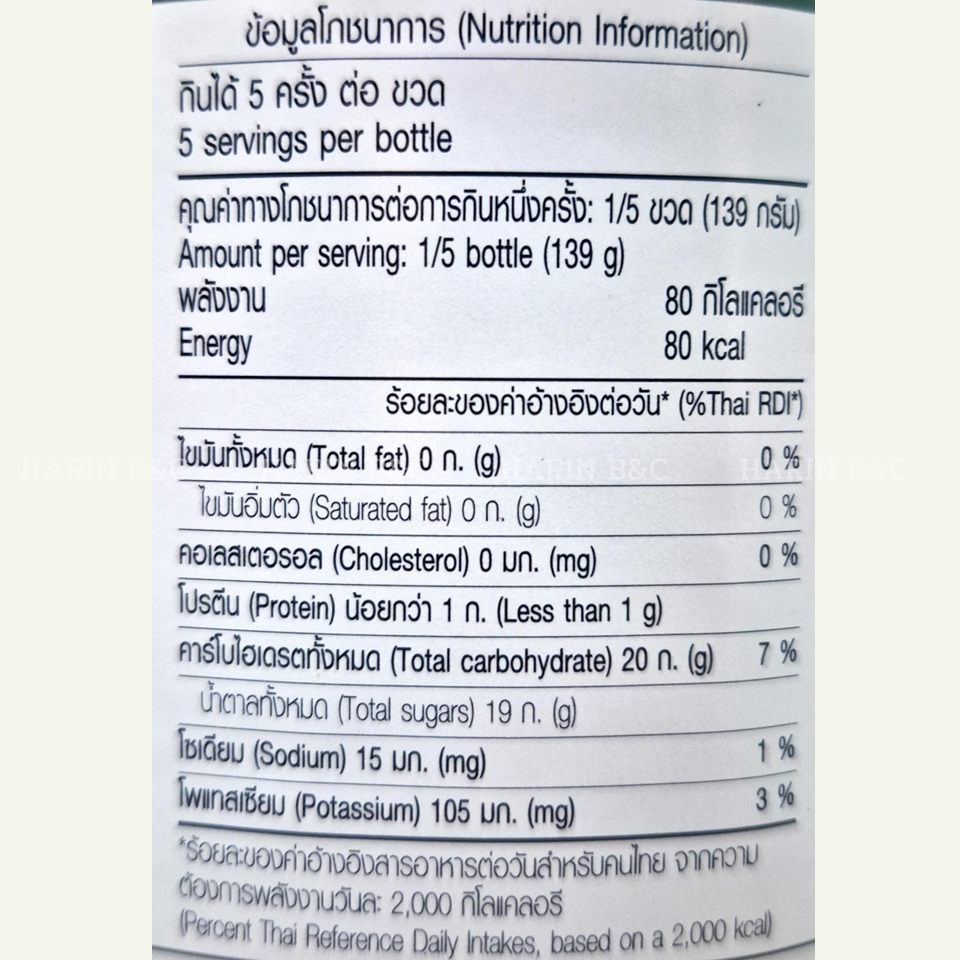 ข้อมูลโภชนาการ (Nutrition Information)
กินได้ 5 ครั้ง ต่อ ขวด
5 servings per bottle
คุณค่าทางโภชนาการต่อการกินหนึ่งครั้ง: 1/5 ขวด (139 กรัม)
Amount per serving: 1/5 bottle (139 g)
พลังงาน 80 กิโลแคลอรี
Energy 80 kcal
ร้อยละของค่าอ้างอิงต่อวัน* (%Thai RDI*)
ไขมันทั้งหมด (Total fat) 0 ก. (g) 0 %
HARIN B&C HARIN B&C HARIN B&C
ไขมันอิ่มตัว (Saturated fat) 0 ก. (g) 0 %
คอเลสเตอรอล (Cholesterol) 0 มก. (mg) 0 %
โปรตีน (Protein) น้อยกว่า 1 ก. (Less than 1 g)
คาร์โบไฮเดรตทั้งหมด (Total carbohydrate) 20 ก. (g) 7 %
น้ำตาลทั้งหมด (Total sugars) 19 ก. (g)
โซเดียม (Sodium) 15 มก. (mg) 1 %
โพแทสเซียม (Potassium) 105 มก. (mg) 3 %
*ร้อยละของค่าอ้างอิงสารอาหารต่อวันสำหรับคนไทย จากความ
ต้องการพลังงานวันละ 2,000 กิโลแคลอรี
(Percent Thai Reference Daily Intakes, based on a 2,000 kcal)